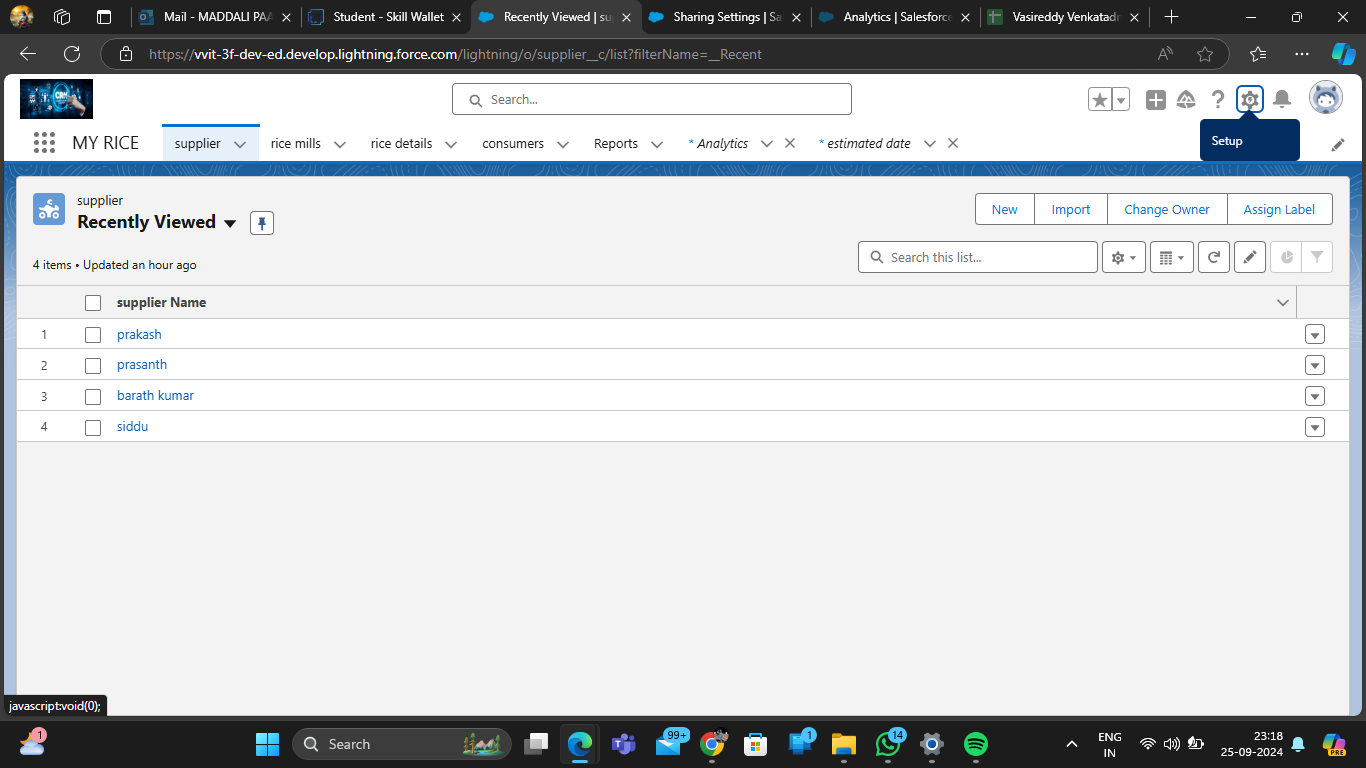 Mail - MADDALI PAA
Student - Skill Wallet
Recently Viewed | su
Sharing Settings | Sa
Analytics | Salesforce
Vasireddy Venkatadr
https://vvit-3f-dev-ed.develop.lightning.force.com/lightning/o/supplier__c/list?filterName=__Recent
CRM
Search...
MY RICE
supplier
rice mills
rice details
consumers
Reports
* Analytics
* estimated date
Setup
supplier
Recently Viewed
New
Import
Change Owner
Assign Label
4 items • Updated an hour ago
Search this list...
supplier Name
1 prakash
2 prasanth
3 barath kumar
4 siddu
javascript:void(0);
1
Search
99+
1
14
ENG
IN
23:18
25-09-2024
PRE